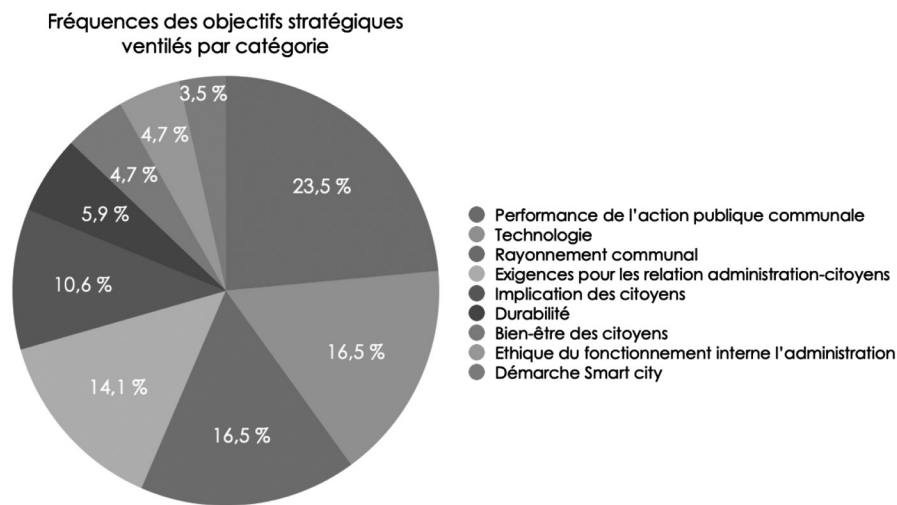 Fréquences des objectifs stratégiques
ventilés par catégorie
3,5 %
4,7 %
4,7 %
5,9 %
10,6 %
14,1 %
16,5 %
16,5 %
23,5 %
Performance de l'action publique communale
Technologie
Rayonnement communal
Exigences pour les relation administration-citoyens
Implication des citoyens
Durabilité
Bien-être des citoyens
Ethique du fonctionnement interne l'administration
Démarche Smart city